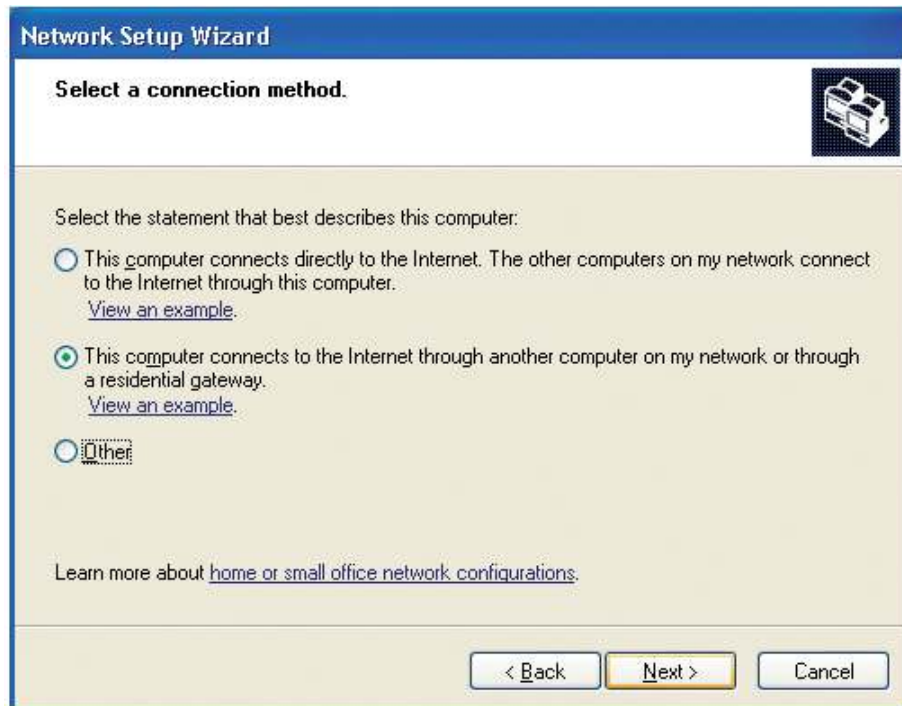 Network Setup Wizard
Select a connection method.
Select the statement that best describes this computer:
This computer connects directly to the Internet. The other computers on my network connect
to the Internet through this computer.
View an example.
This computer connects to the Internet through another computer on my network or through
a residential gateway.
View an example.
Other
Learn more about home or small office network configurations.
< Back
Next >
Cancel